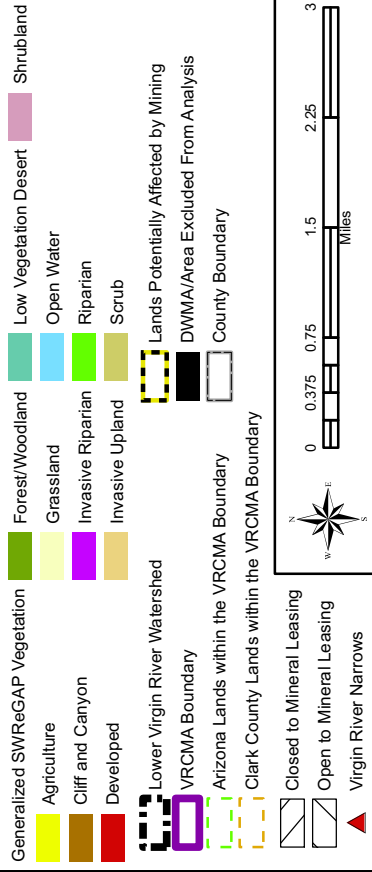 Generalized SWReGAP Vegetation
Agriculture
Cliff and Canyon
Developed
Forest/Woodland
Grassland
Invasive Riparian
Invasive Upland
Low Vegetation Desert
Open Water
Riparian
Scrub
Shrubland
Lower Virgin River Watershed
VRCMA Boundary
Arizona Lands within the VRCMA Boundary
Clark County Lands within the VRCMA Boundary
Lands Potentially Affected by Mining
DWMA/Area Excluded From Analysis
County Boundary
Closed to Mineral Leasing
Open to Mineral Leasing
Virgin River Narrows
N
W E
S
0 0.375 0.75 1.5 2.25 3
Miles